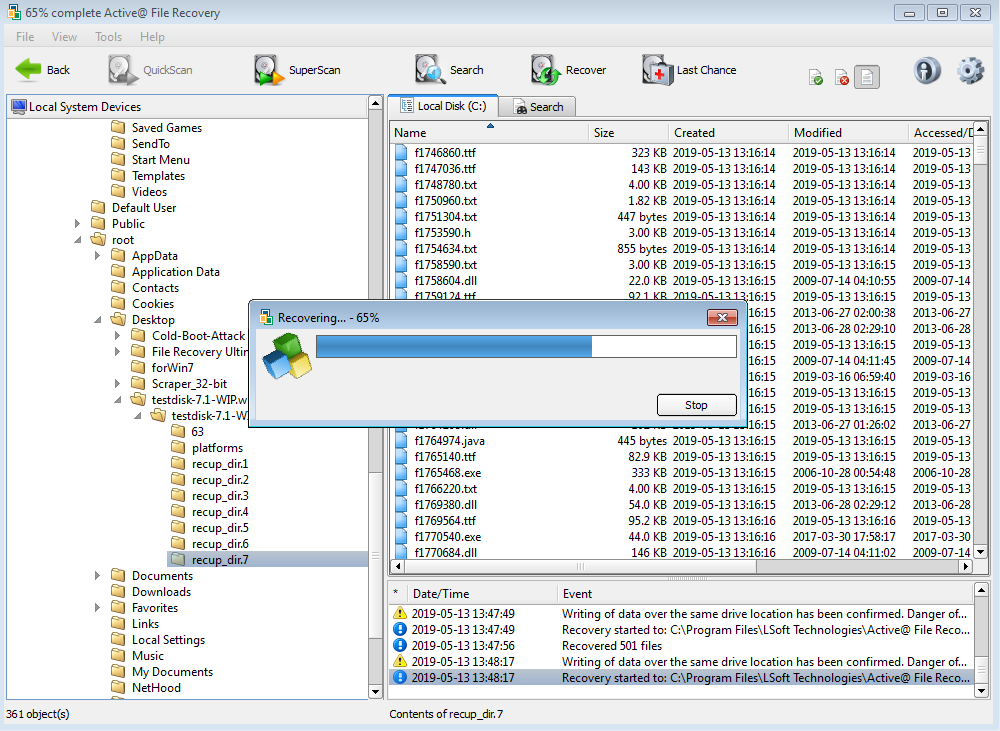 65% complete Active@ File Recovery
File View Tools Help
Back QuickScan SuperScan Search Recover Last Chance
Local System Devices
Saved Games
SendTo
Start Menu
Templates
Videos
Default User
Public
root
AppData
Application Data
Contacts
Cookies
Desktop
Cold-Boot-Attack
File Recovery Ultin
forWin7
Scraper_32-bit
testdisk-7.1-WIP.w
testdisk-7.1-W
63
platforms
recup_dir.1
recup_dir.2
recup_dir.3
recup_dir.4
recup_dir.5
recup_dir.6
recup_dir.7
Documents
Downloads
Favorites
Links
Local Settings
Music
My Documents
NetHood
Local Disk (C:) Search
Name Size Created Modified Accessed/D
f1746860.ttf 323 KB 2019-05-13 13:16:14 2019-05-13 13:16:14 2019-05-13
f1747036.ttf 143 KB 2019-05-13 13:16:14 2019-05-13 13:16:14 2019-05-13
f1748780.txt 4.00 KB 2019-05-13 13:16:14 2019-05-13 13:16:14 2019-05-13
f1750960.txt 1.82 KB 2019-05-13 13:16:14 2019-05-13 13:16:14 2019-05-13
f1751304.txt 447 bytes 2019-05-13 13:16:14 2019-05-13 13:16:14 2019-05-13
f1753590.h 3.00 KB 2019-05-13 13:16:14 2019-05-13 13:16:14 2019-05-13
f1754634.txt 855 bytes 2019-05-13 13:16:14 2019-05-13 13:16:14 2019-05-13
f1758590.txt 3.00 KB 2019-05-13 13:16:15 2019-05-13 13:16:15 2019-05-13
f1758604.dll 22.0 KB 2019-05-13 13:16:15 2009-07-14 04:10:55 2009-07-14
f1759124.ttf 92.1 KB 2019-05-13 13:16:15 2019-05-13 13:16:15 2019-05-13
16:15 2013-06-27 02:00:38 2013-06-27
16:15 2013-06-28 02:29:10 2013-06-28
16:15 2019-05-13 13:16:15 2019-05-13
16:15 2009-07-14 04:11:45 2009-07-14
16:15 2019-03-16 06:59:40 2019-03-16
16:15 2019-05-13 13:16:15 2019-05-13
16:15 2019-05-13 13:16:15 2019-05-13
16:15 2013-06-27 01:26:02 2013-06-27
f1764974.java 445 bytes 2019-05-13 13:16:15 2019-05-13 13:16:15 2019-05-13
f1765140.ttf 82.9 KB 2019-05-13 13:16:15 2019-05-13 13:16:15 2019-05-13
f1765468.exe 333 KB 2019-05-13 13:16:15 2006-10-28 00:54:48 2006-10-28
f1766220.txt 4.00 KB 2019-05-13 13:16:15 2019-05-13 13:16:15 2019-05-13
f1769380.dll 54.0 KB 2019-05-13 13:16:15 2013-06-28 02:29:12 2013-06-28
f1769564.ttf 95.2 KB 2019-05-13 13:16:16 2019-05-13 13:16:16 2019-05-13
f1770540.exe 44.0 KB 2019-05-13 13:16:16 2017-03-30 17:58:17 2017-03-30
f1770684.dll 146 KB 2019-05-13 13:16:16 2009-07-14 04:11:02 2009-07-14
Recovering... - 65%
Stop
* Date/Time Event
2019-05-13 13:47:49 Writing of data over the same drive location has been confirmed. Danger of...
2019-05-13 13:47:49 Recovery started to: C:\Program Files\LSoft Technologies\Active@ File Reco...
2019-05-13 13:47:56 Recovered 501 files
2019-05-13 13:48:17 Writing of data over the same drive location has been confirmed. Danger of...
2019-05-13 13:48:17 Recovery started to: C:\Program Files\LSoft Technologies\Active@ File Reco...
361 object(s) Contents of recup_dir.7